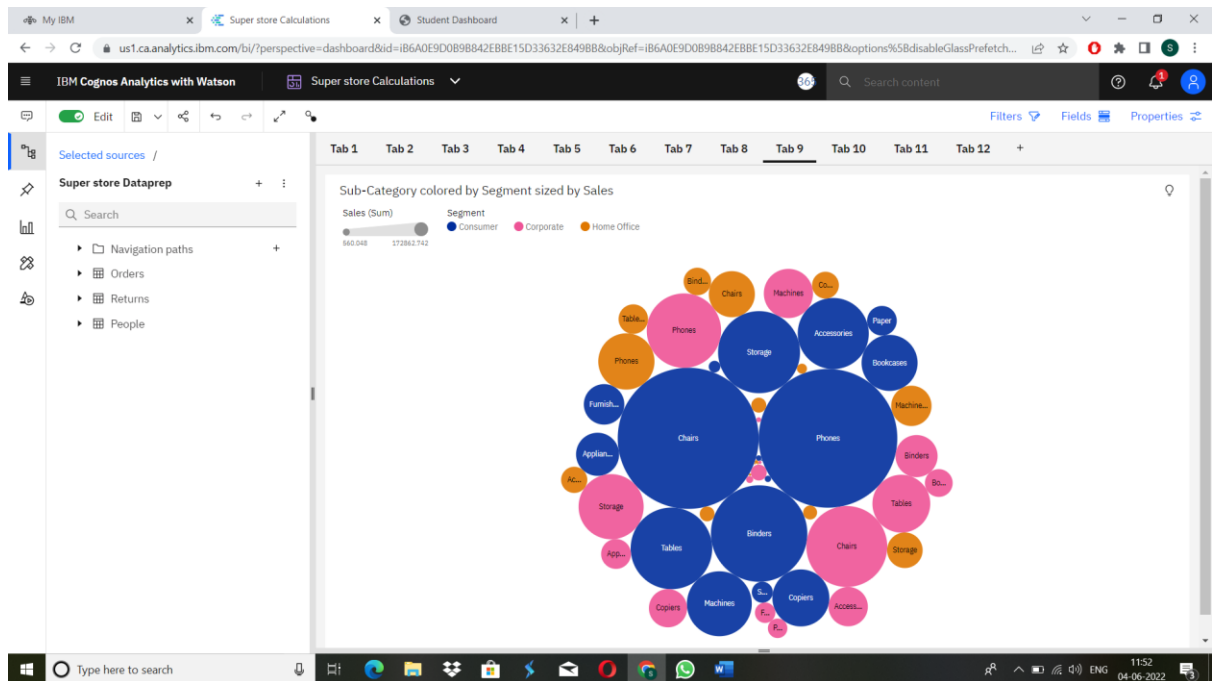 My IBM
Super store Calculations
Student Dashboard
us1.ca.analytics.ibm.com/bi/?perspective=dashboard&id=iB6A0E9D0B9B842EBBE15D33632E849BB&objRef=iB6A0E9D0B9B842EBBE15D33632E849BB&options%5BdisableGlassPrefetch...
S
IBM Cognos Analytics with Watson
Super store Calculations
Search content
Edit
Filters
Fields
Properties
Selected sources /
Tab 1 Tab 2 Tab 3 Tab 4 Tab 5 Tab 6 Tab 7 Tab 8 Tab 9 Tab 10 Tab 11 Tab 12 +
Super store Dataprep
Search
Navigation paths
Orders
Returns
People
Sub-Category colored by Segment sized by Sales
Sales (Sum)
560.048 172862.742
Segment
Consumer Corporate Home Office
Bind...
Chairs
Machines
Co...
Table...
Phones
Storage
Accessories
Paper
Phones
Bookcases
Furnish...
Machine...
Chairs
Phones
Applian...
Binders
Ac...
Bo...
Storage
Tables
Binders
Tables
Chairs
Storage
App...
S...
Copiers
Machines
Copiers
Access...
F...
P...
Type here to search
ENG
11:52
04-06-2022